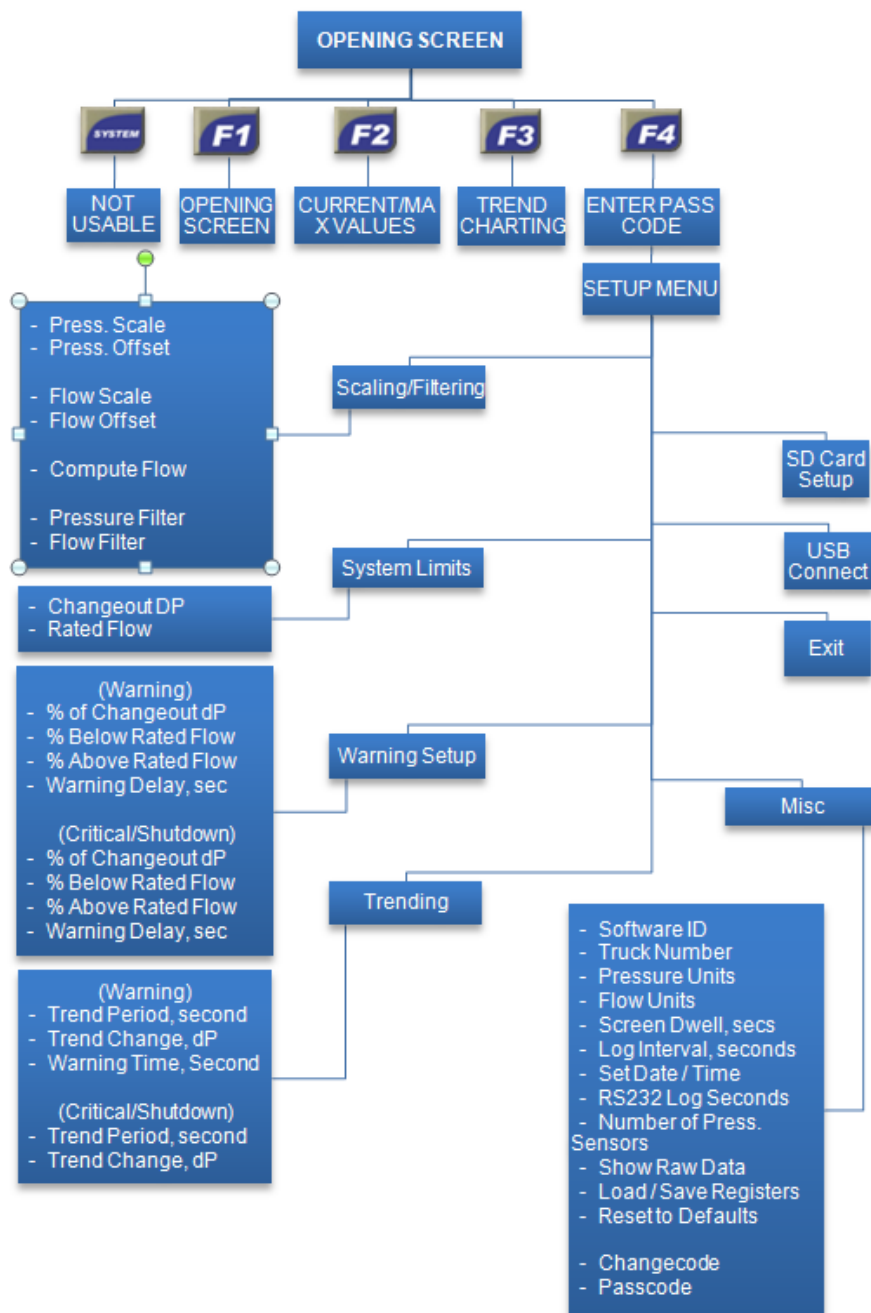 OPENING SCREEN
SYSTEM
F1
F2
F3
F4
NOT
USABLE
OPENING
SCREEN
CURRENT/MA
X VALUES
TREND
CHARTING
ENTER PASS
CODE
SETUP MENU
- Press. Scale
- Press. Offset
- Flow Scale
- Flow Offset
- Compute Flow
- Pressure Filter
- Flow Filter
Scaling/Filtering
SD Card
Setup
System Limits
USB
Connect
- Changeout DP
- Rated Flow
Exit
(Warning)
- % of Changeout dP
- % Below Rated Flow
- % Above Rated Flow
- Warning Delay, sec
(Critical/Shutdown)
- % of Changeout dP
- % Below Rated Flow
- % Above Rated Flow
- Warning Delay, sec
Warning Setup
Misc
Trending
(Warning)
- Trend Period, second
- Trend Change, dP
- Warning Time, Second
(Critical/Shutdown)
- Trend Period, second
- Trend Change, dP
- Software ID
- Truck Number
- Pressure Units
- Flow Units
- Screen Dwell, secs
- Log Interval, seconds
- Set Date / Time
- RS232 Log Seconds
- Number of Press.
Sensors
- Show Raw Data
- Load / Save Registers
- Reset to Defaults
- Changecode
- Passcode